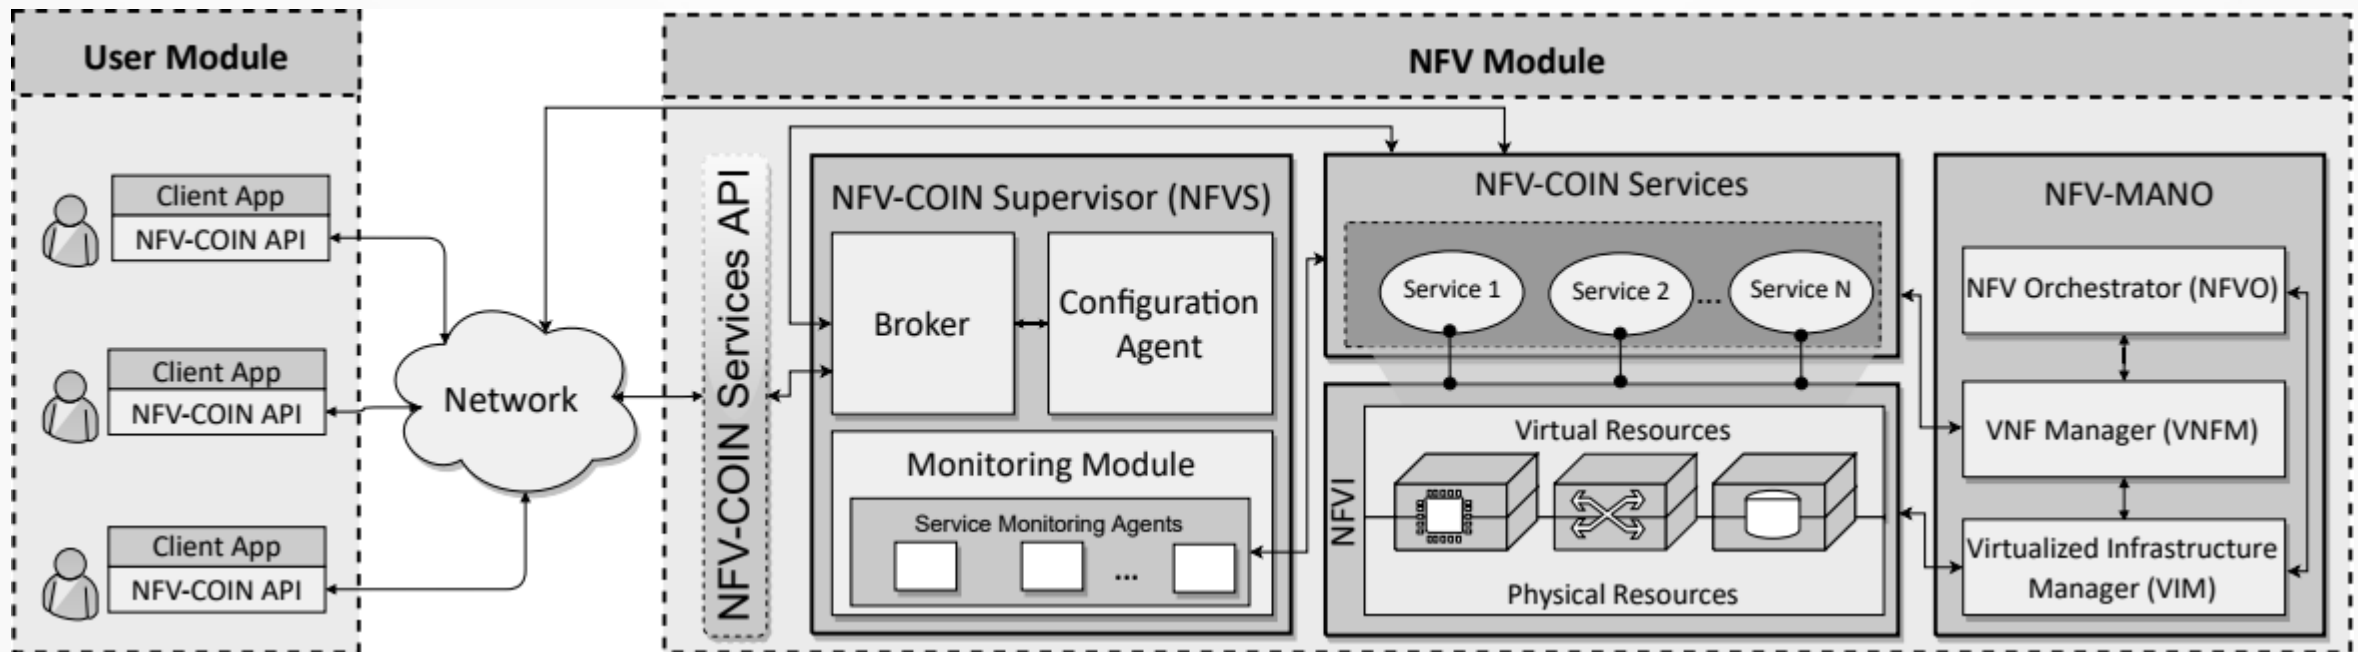 User Module
Client App
NFV-COIN API
Client App
NFV-COIN API
Client App
NFV-COIN API
Network
NFV Module
NFV-COIN Services API
NFV-COIN Supervisor (NFVS)
Broker
Configuration
Agent
Monitoring Module
Service Monitoring Agents
...
NFV-COIN Services
Service 1
Service 2
...
Service N
NFVI
Virtual Resources
Physical Resources
NFV-MANO
NFV Orchestrator (NFVO)
VNF Manager (VNFM)
Virtualized Infrastructure
Manager (VIM)